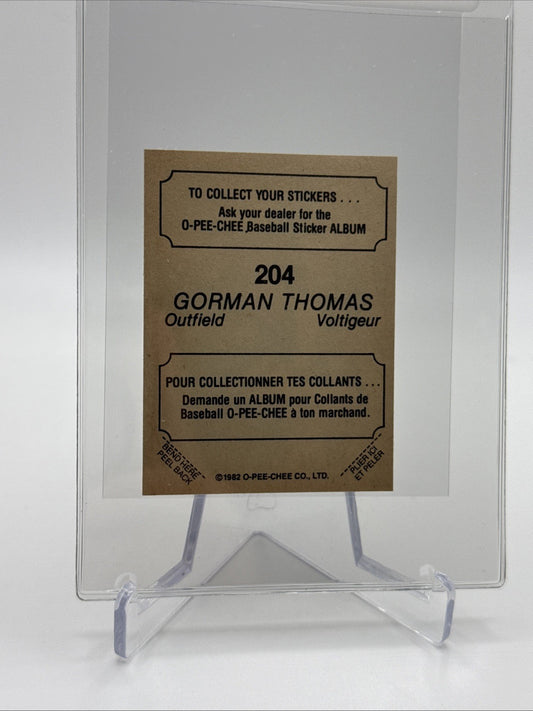 TO COLLECT YOUR STICKERS . . .
Ask your dealer for the
O-PEE-CHEE Baseball Sticker ALBUM
204
GORMAN THOMAS
Outfield Voltigeur
POUR COLLECTIONNER TES COLLANTS . . .
Demande un ALBUM pour Collants de
Baseball O-PEE-CHEE à ton marchand.
BEND HERE
PEEL BACK
PLIER ICI
ET PELER
©1982 O-PEE-CHEE CO., LTD.